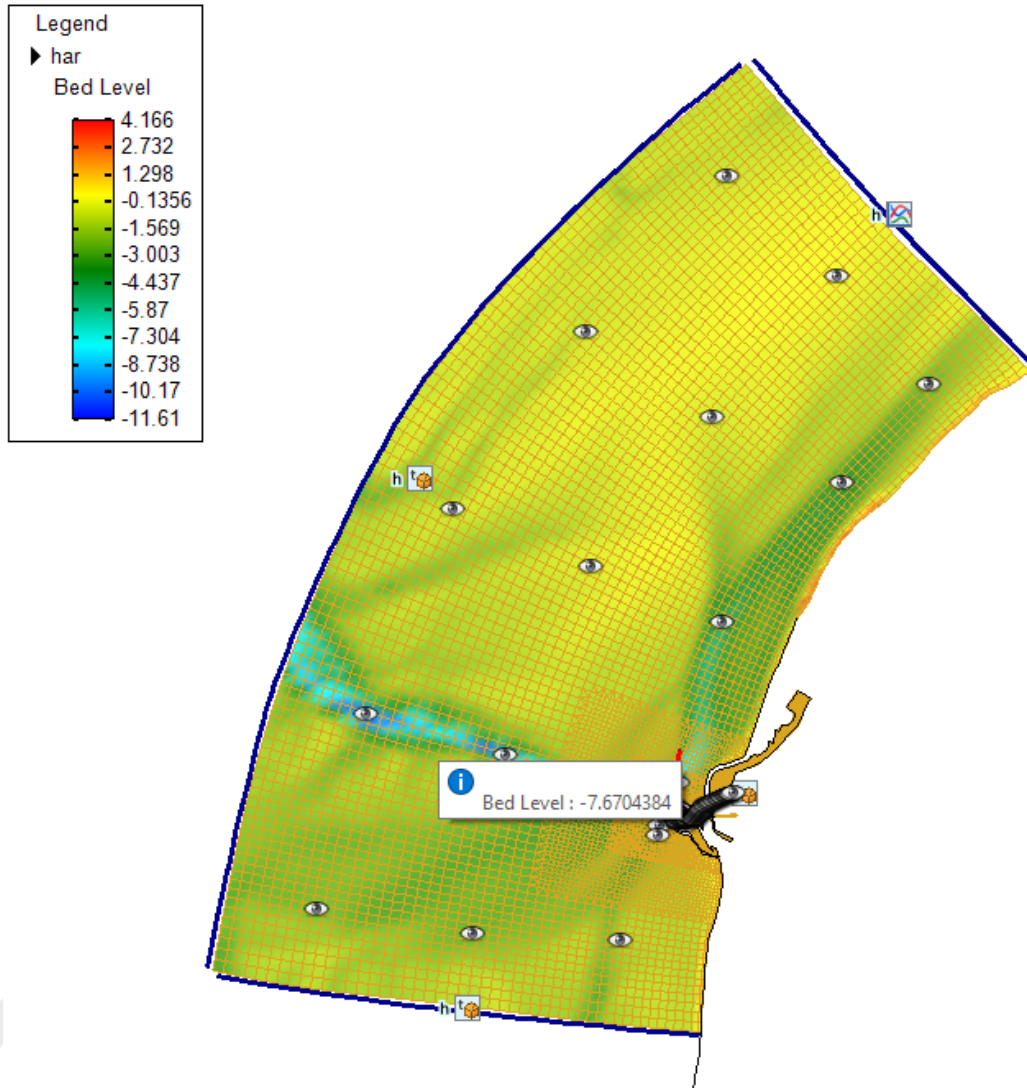 Legend
har
Bed Level
4.166
2.732
1.298
-0.1356
-1.569
-3.003
-4.437
-5.87
-7.304
-8.738
-10.17
-11.61
h
h t
Bed Level : -7.6704384
h t